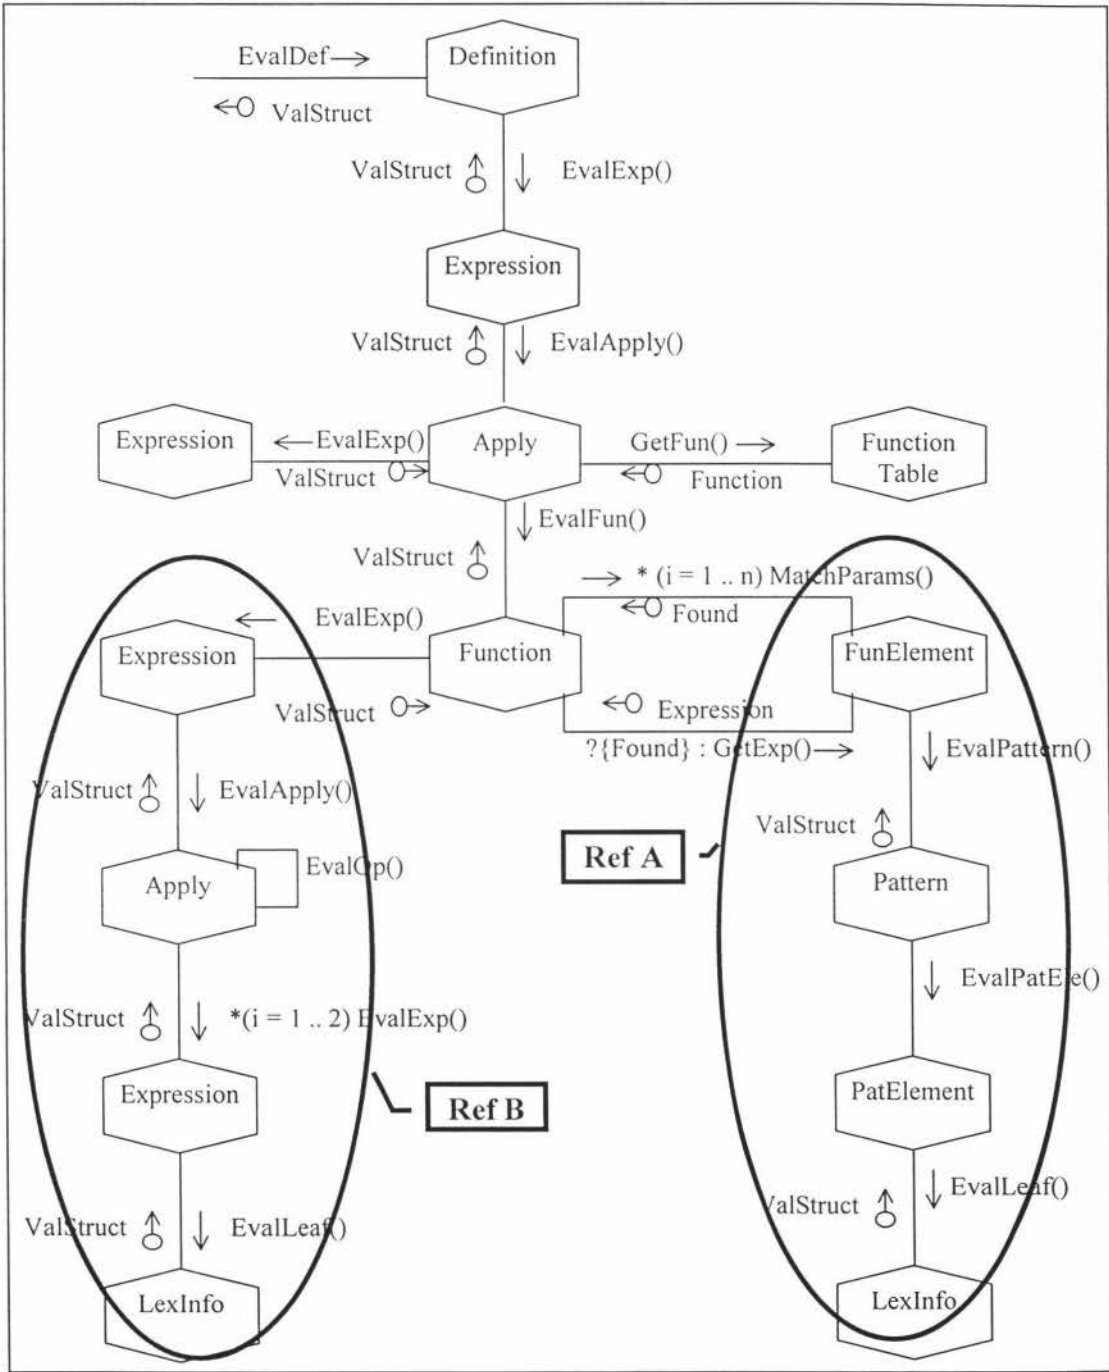 EvalDef
Definition
ValStruct
ValStruct
EvalExp()
Expression
ValStruct
EvalApply()
Expression
EvalExp()
ValStruct
Apply
GetFun()
Function
Function
Table
EvalFun()
ValStruct
* (i = 1 .. n) MatchParams()
Found
EvalExp()
Expression
Function
FunElement
ValStruct
Expression
?{Found} : GetExp()
EvalPattern()
ValStruct
EvalApply()
ValStruct
Ref A
EvalOp()
Apply
Pattern
EvalPatEle()
ValStruct
*(i = 1 .. 2) EvalExp()
Expression
Ref B
PatElement
EvalLeaf()
ValStruct
ValStruct
EvalLeaf()
LexInfo
LexInfo